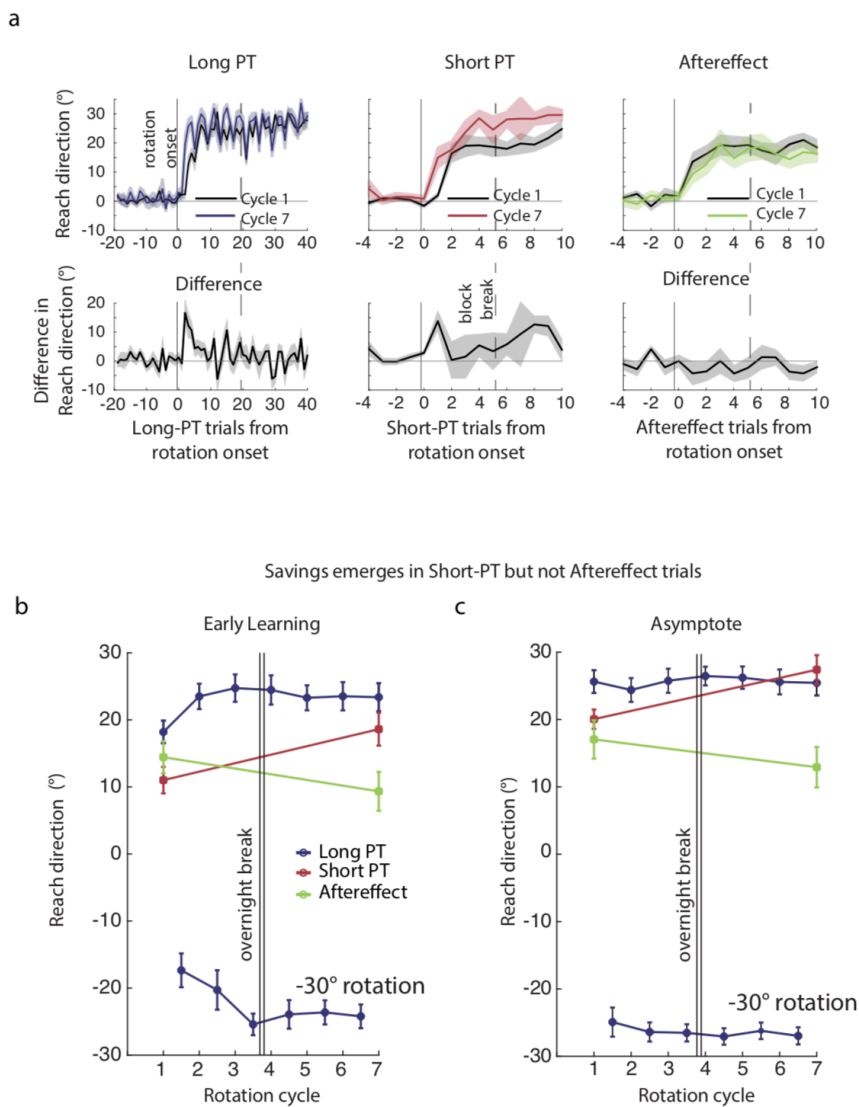 a
Long PT
Short PT
Aftereffect
Reach direction (°)
30
20
10
0
-10
rotation
onset
Cycle 1
Cycle 7
-20 -10 0 10 20 30 40
Cycle 1
Cycle 7
-4 -2 0 2 4 6 8 10
Cycle 1
Cycle 7
-4 -2 0 2 4 6 8 10
Difference in
Reach direction (°)
Difference
block
break
Difference
20
10
0
-10
-20 -10 0 10 20 30 40
-4 -2 0 2 4 6 8 10
-4 -2 0 2 4 6 8 10
Long-PT trials from
rotation onset
Short-PT trials from
rotation onset
Aftereffect trials from
rotation onset
Savings emerges in Short-PT but not Aftereffect trials
b
Early Learning
Reach direction (°)
30
20
10
0
-10
-20
-30
overnight break
Long PT
Short PT
Aftereffect
-30° rotation
1 2 3 4 5 6 7
Rotation cycle
c
Asymptote
Reach direction (°)
30
20
10
0
-10
-20
-30
overnight break
-30° rotation
1 2 3 4 5 6 7
Rotation cycle